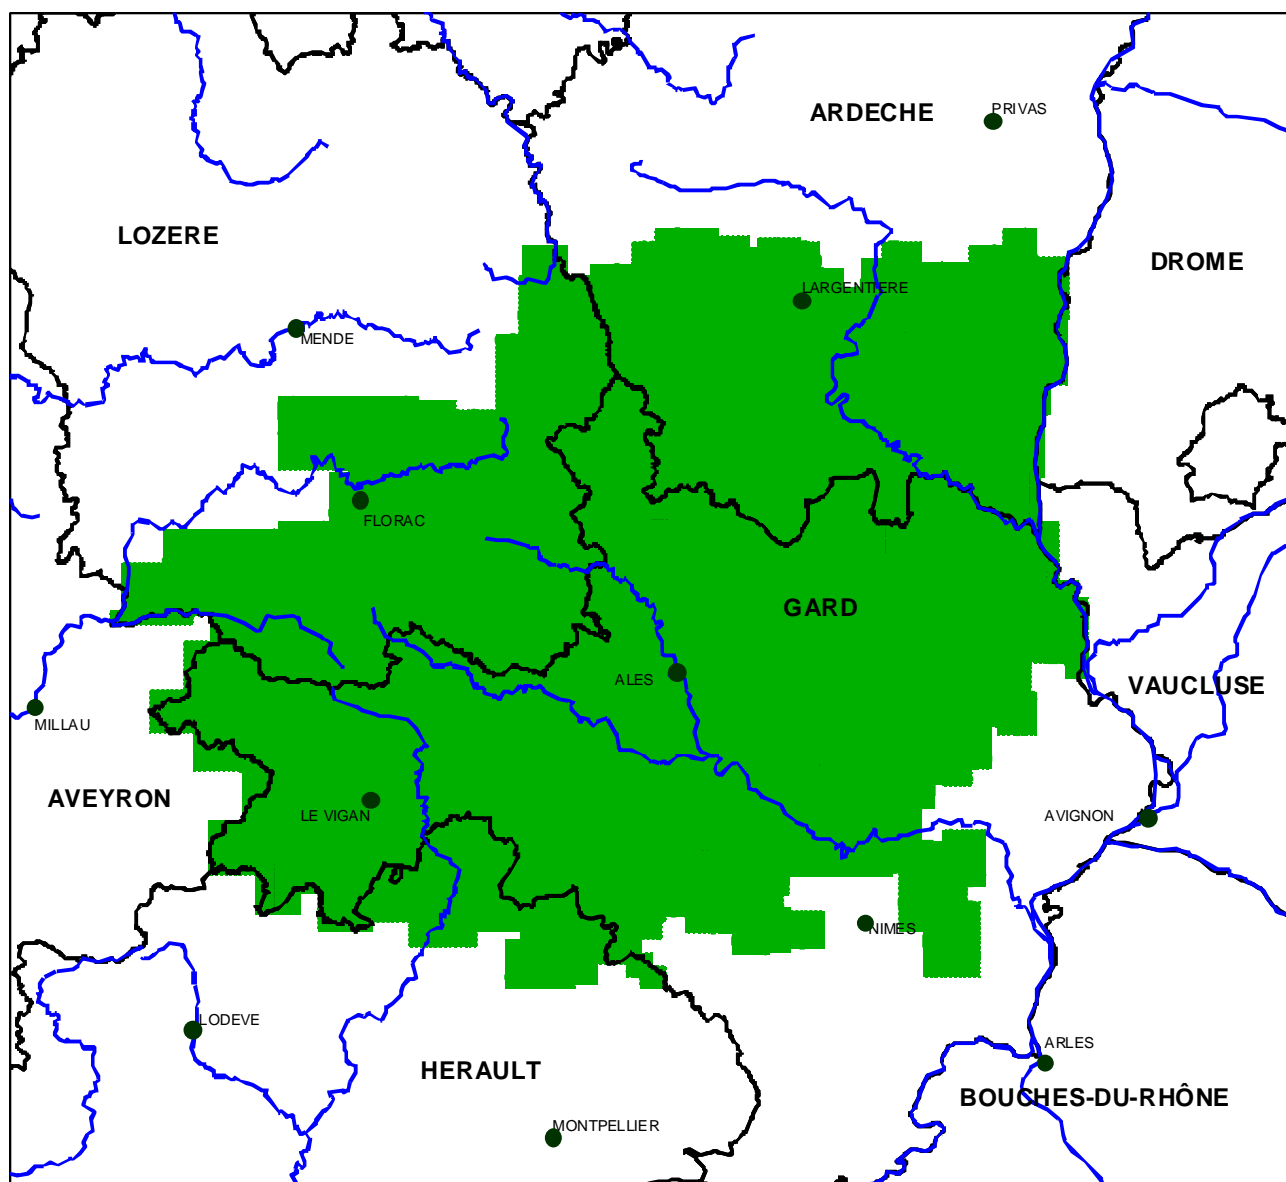 ARDECHE
PRIVAS
LOZERE
DROME
LARGENTIERE
MENDE
FLORAC
GARD
ALES
VAUCLUSE
MILLAU
AVEYRON
LE VIGAN
AVIGNON
NIMES
LODEVE
ARLES
HERAULT
BOUCHES-DU-RHÔNE
MONTPELLIER